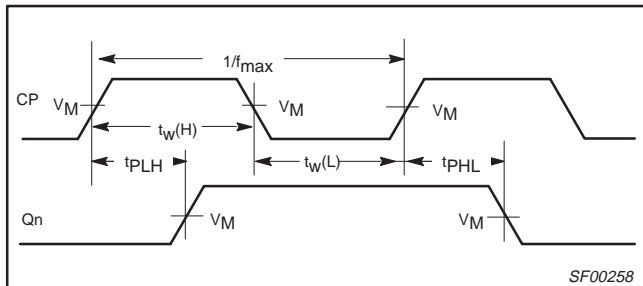 1/fmax
CP
VM
VM
VM
tw(H)
tPLH
tw(L)
tPHL
Qn
VM
VM
SF00258